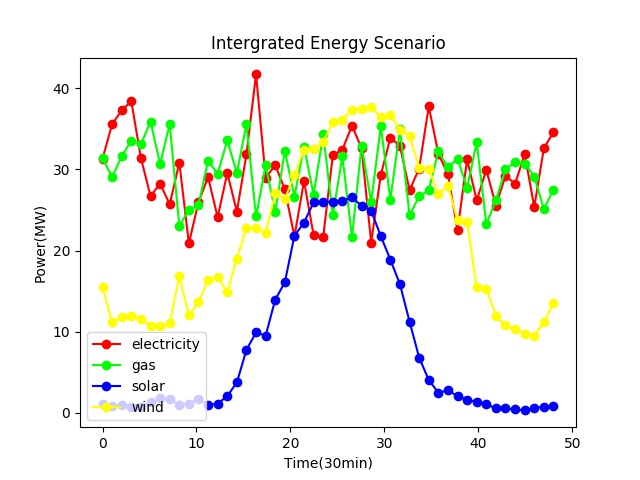 Intergrated Energy Scenario
Power(MW)
40
30
20
10
0
electricity
gas
solar
wind
0 10 20 30 40 50
Time(30min)